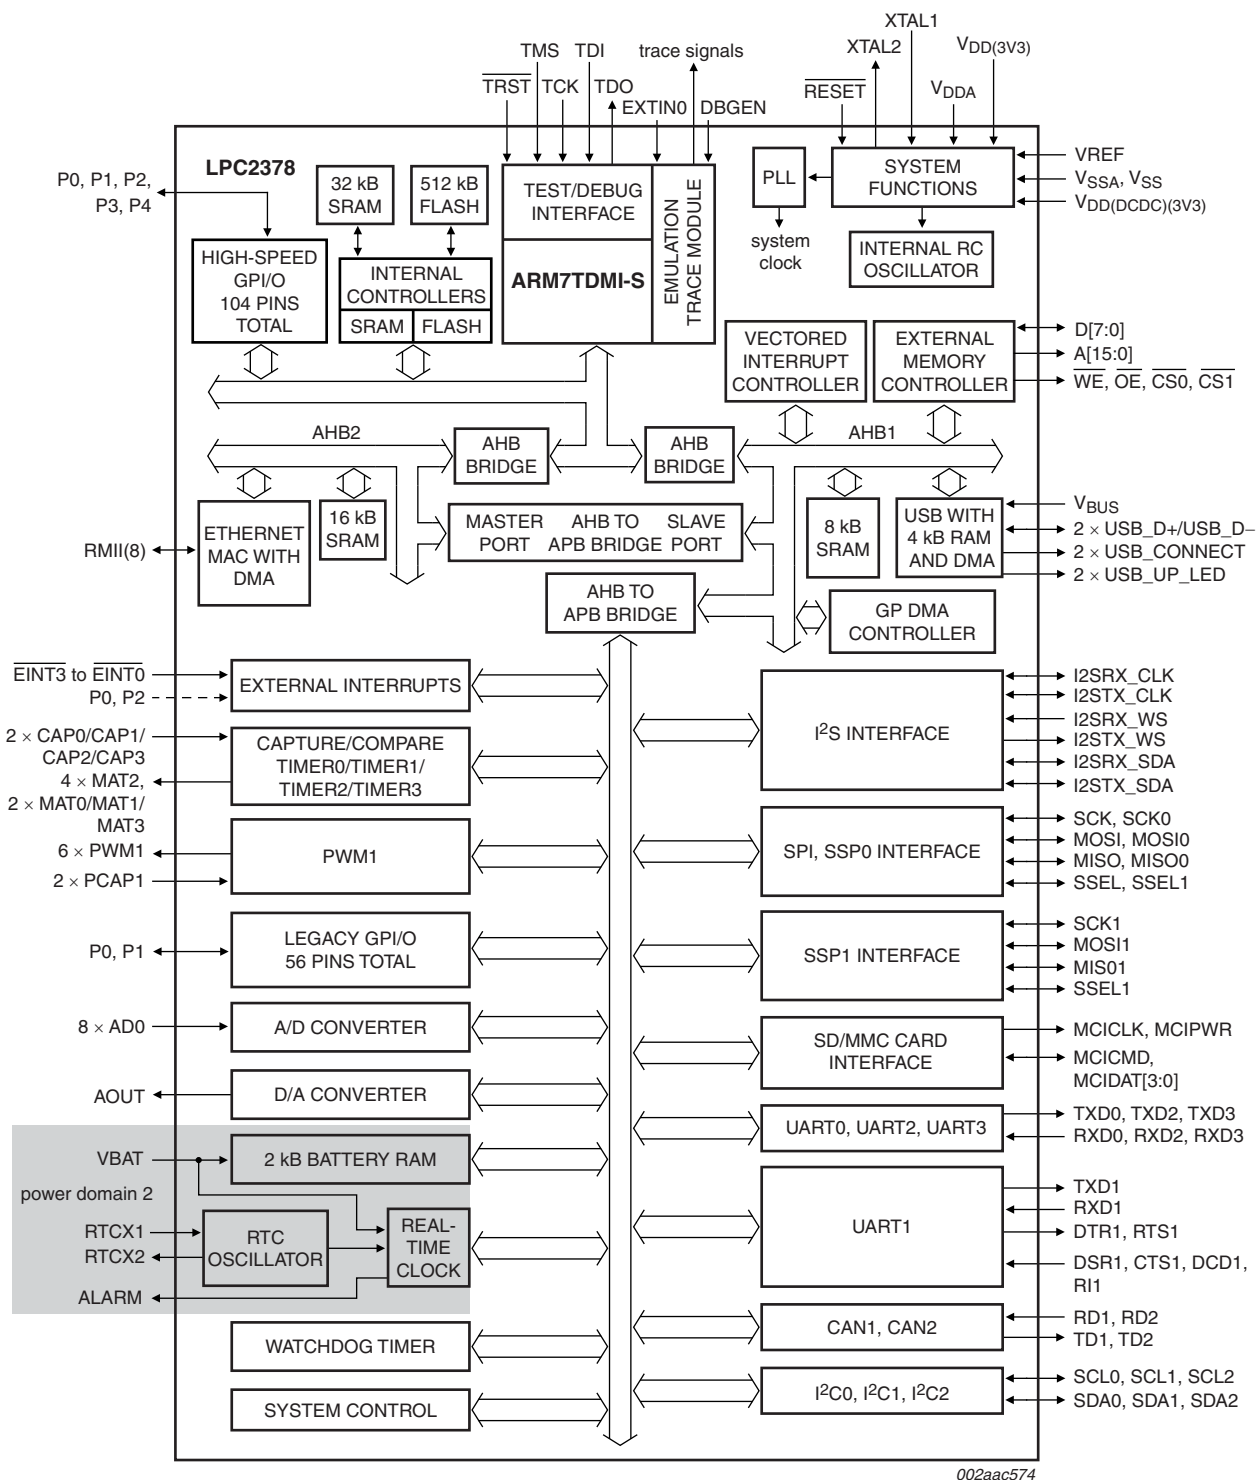 XTAL1
TMS
TDI
trace signals
XTAL2
VDD(3V3)
TRST
TCK
TDO
RESET
VDDA
EXTIN0
DBGEN
LPC2378
P0, P1, P2,
P3, P4
32 kB
SRAM
512 kB
FLASH
TEST/DEBUG
INTERFACE
EMULATION
TRACE MODULE
ARM7TDMI-S
PLL
system
clock
SYSTEM
FUNCTIONS
VREF
VSSA, VSS
VDD(DCDC)(3V3)
INTERNAL RC
OSCILLATOR
HIGH-SPEED
GPI/O
104 PINS
TOTAL
INTERNAL
CONTROLLERS
SRAM
FLASH
VECTORED
INTERRUPT
CONTROLLER
EXTERNAL
MEMORY
CONTROLLER
D[7:0]
A[15:0]
WE, OE, CS0, CS1
AHB2
AHB
BRIDGE
AHB
BRIDGE
AHB1
ETHERNET
MAC WITH
DMA
RMII(8)
16 kB
SRAM
MASTER
PORT
AHB TO
APB BRIDGE
SLAVE
PORT
8 kB
SRAM
USB WITH
4 kB RAM
AND DMA
VBUS
2 × USB_D+/USB_D−
2 × USB_CONNECT
2 × USB_UP_LED
AHB TO
APB BRIDGE
GP DMA
CONTROLLER
EINT3 to EINT0
P0, P2
EXTERNAL INTERRUPTS
I2S INTERFACE
I2SRX_CLK
I2STX_CLK
I2SRX_WS
I2STX_WS
I2SRX_SDA
I2STX_SDA
2 × CAP0/CAP1/
CAP2/CAP3
4 × MAT2,
2 × MAT0/MAT1/
MAT3
CAPTURE/COMPARE
TIMER0/TIMER1/
TIMER2/TIMER3
6 × PWM1
2 × PCAP1
PWM1
SPI, SSP0 INTERFACE
SCK, SCK0
MOSI, MOSI0
MISO, MISO0
SSEL, SSEL1
P0, P1
LEGACY GPI/O
56 PINS TOTAL
SSP1 INTERFACE
SCK1
MOSI1
MIS01
SSEL1
8 × AD0
A/D CONVERTER
SD/MMC CARD
INTERFACE
MCICLK, MCIPWR
MCICMD,
MCIDAT[3:0]
AOUT
D/A CONVERTER
UART0, UART2, UART3
TXD0, TXD2, TXD3
RXD0, RXD2, RXD3
VBAT
2 kB BATTERY RAM
power domain 2
RTCX1
RTCX2
RTC
OSCILLATOR
REAL-
TIME
CLOCK
ALARM
UART1
TXD1
RXD1
DTR1, RTS1
DSR1, CTS1, DCD1,
RI1
WATCHDOG TIMER
CAN1, CAN2
RD1, RD2
TD1, TD2
SYSTEM CONTROL
I2C0, I2C1, I2C2
SCL0, SCL1, SCL2
SDA0, SDA1, SDA2
002aac574